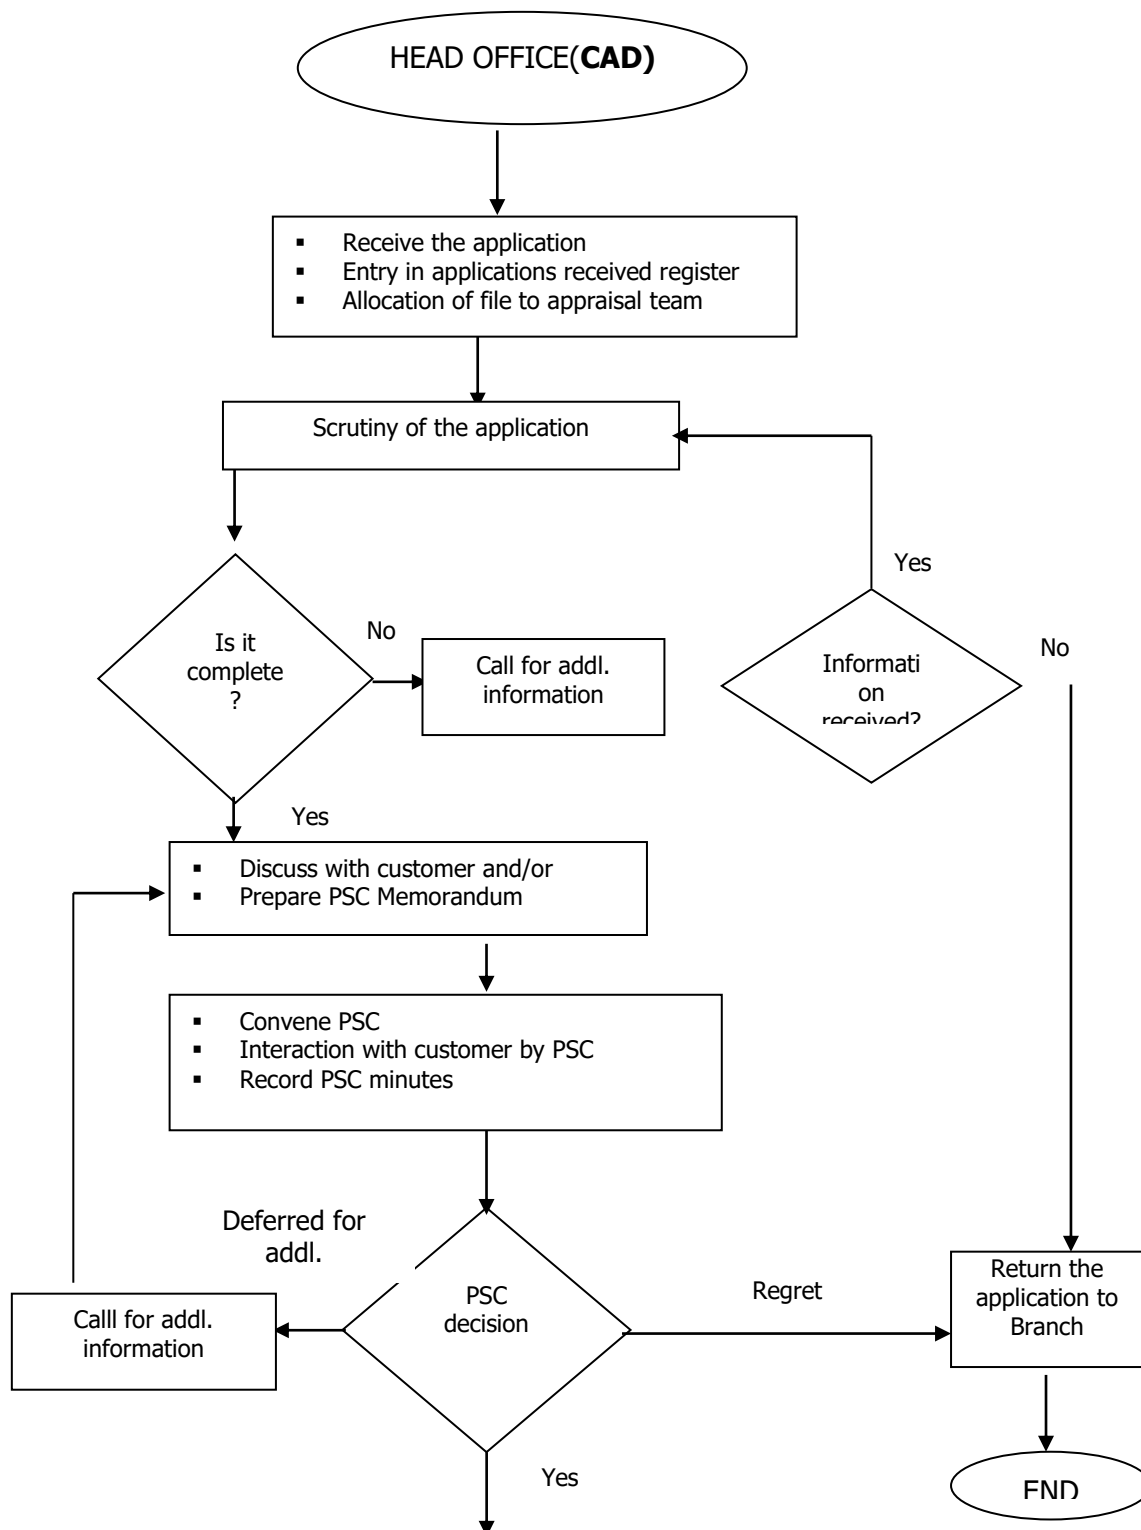 HEAD OFFICE(CAD)
▪ Receive the application
▪ Entry in applications received register
▪ Allocation of file to appraisal team
Scrutiny of the application
Yes
No
Is it
complete
?
Call for addl.
information
Informati
on
received?
No
Yes
▪ Discuss with customer and/or
▪ Prepare PSC Memorandum
▪ Convene PSC
▪ Interaction with customer by PSC
▪ Record PSC minutes
Deferred for
addl.
PSC
decision
Regret
Return the
application to
Branch
Calll for addl.
information
Yes
END